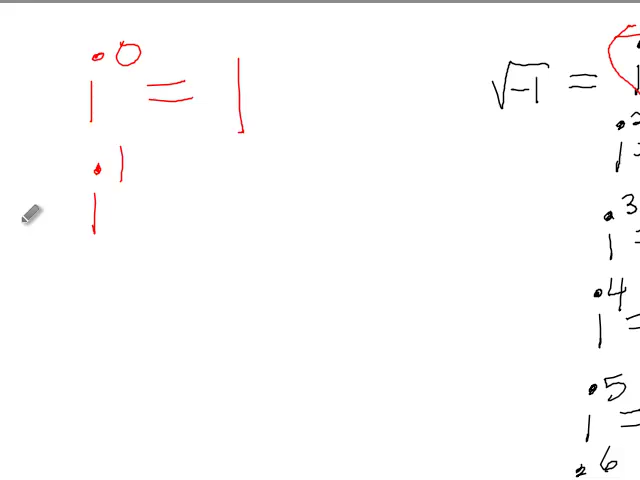 i⁰ = 1
i¹
√-1 = i
i² =
i³ =
i⁴ =
i⁵ =
i⁶